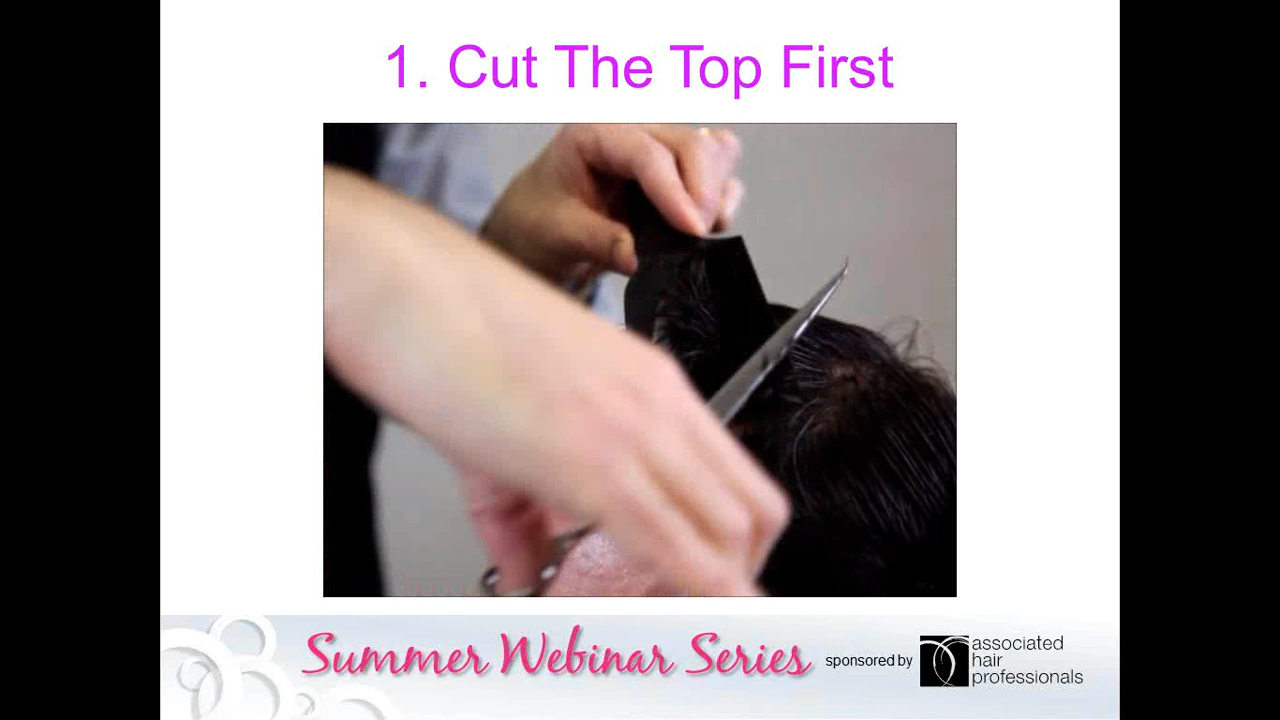 1. Cut The Top First
Summer Webinar Series
sponsored by
associated
hair
professionals